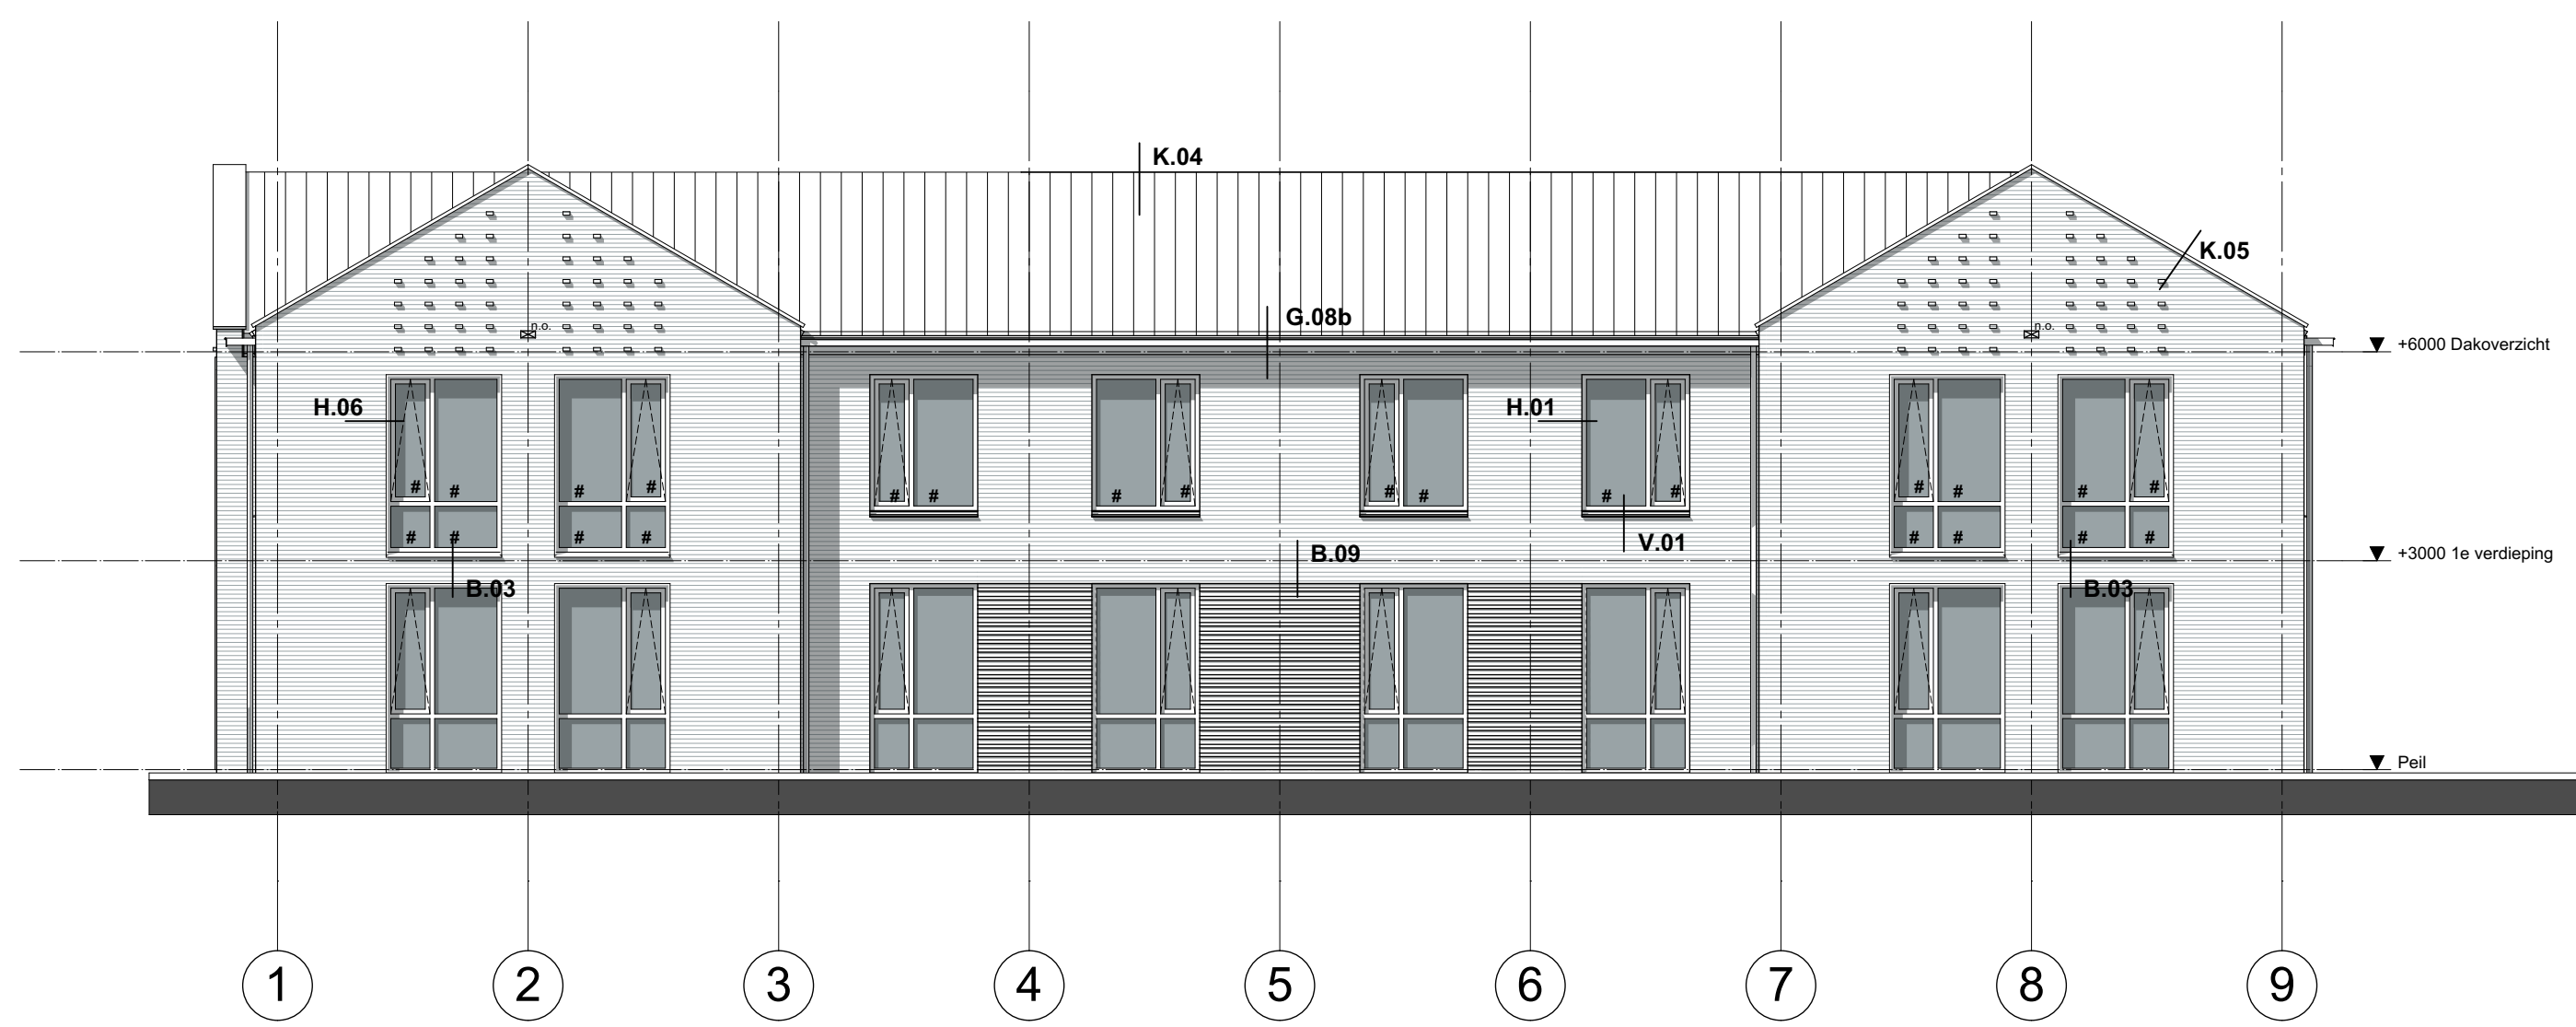 K.04
K.05
G.08b
n.o.
n.o.
+6000 Dakoverzicht
H.06
H.01
# # # # # # # # # # # # # # # #
# # # # # # # #
V.01
B.09
+3000 1e verdieping
B.03
B.03
Peil
1 2 3 4 5 6 7 8 9